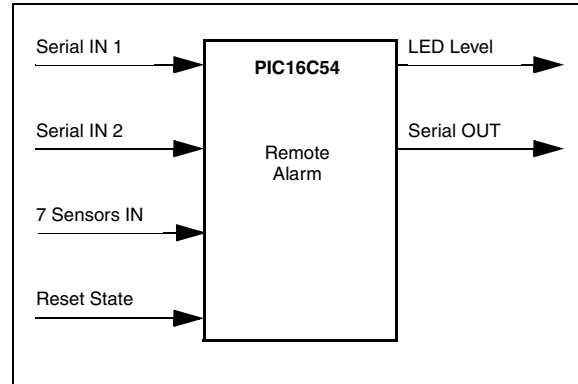 Serial IN 1
LED Level
PIC16C54
Serial IN 2
Serial OUT
Remote
Alarm
7 Sensors IN
Reset State